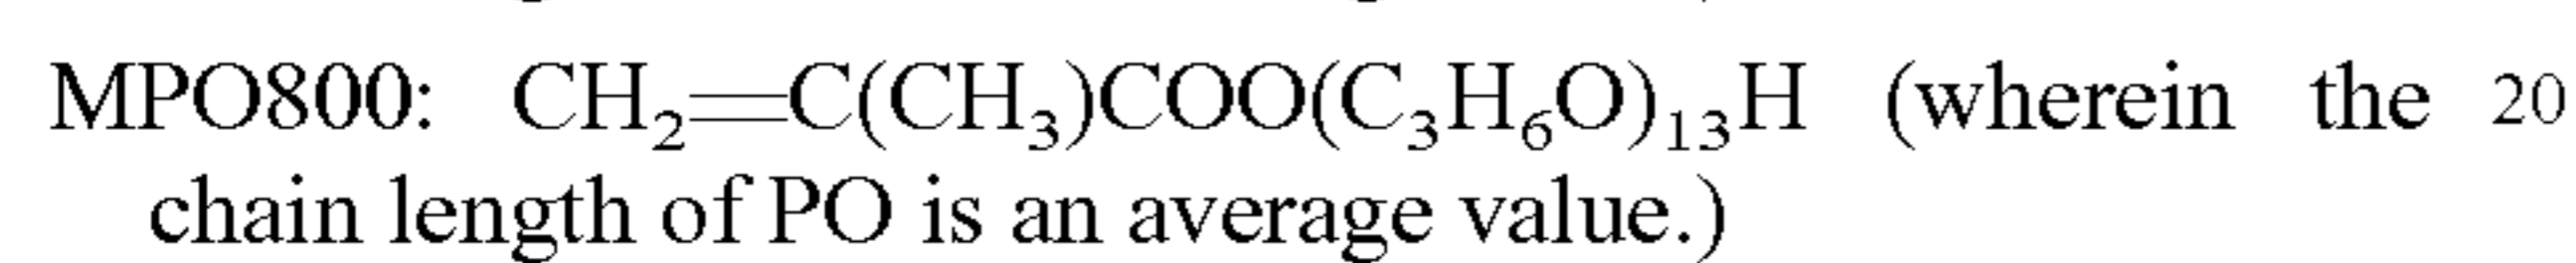 MPO800: CH₂=C(CH₃)COO(C₃H₆O)₁₃H (wherein the 20
chain length of PO is an average value.)